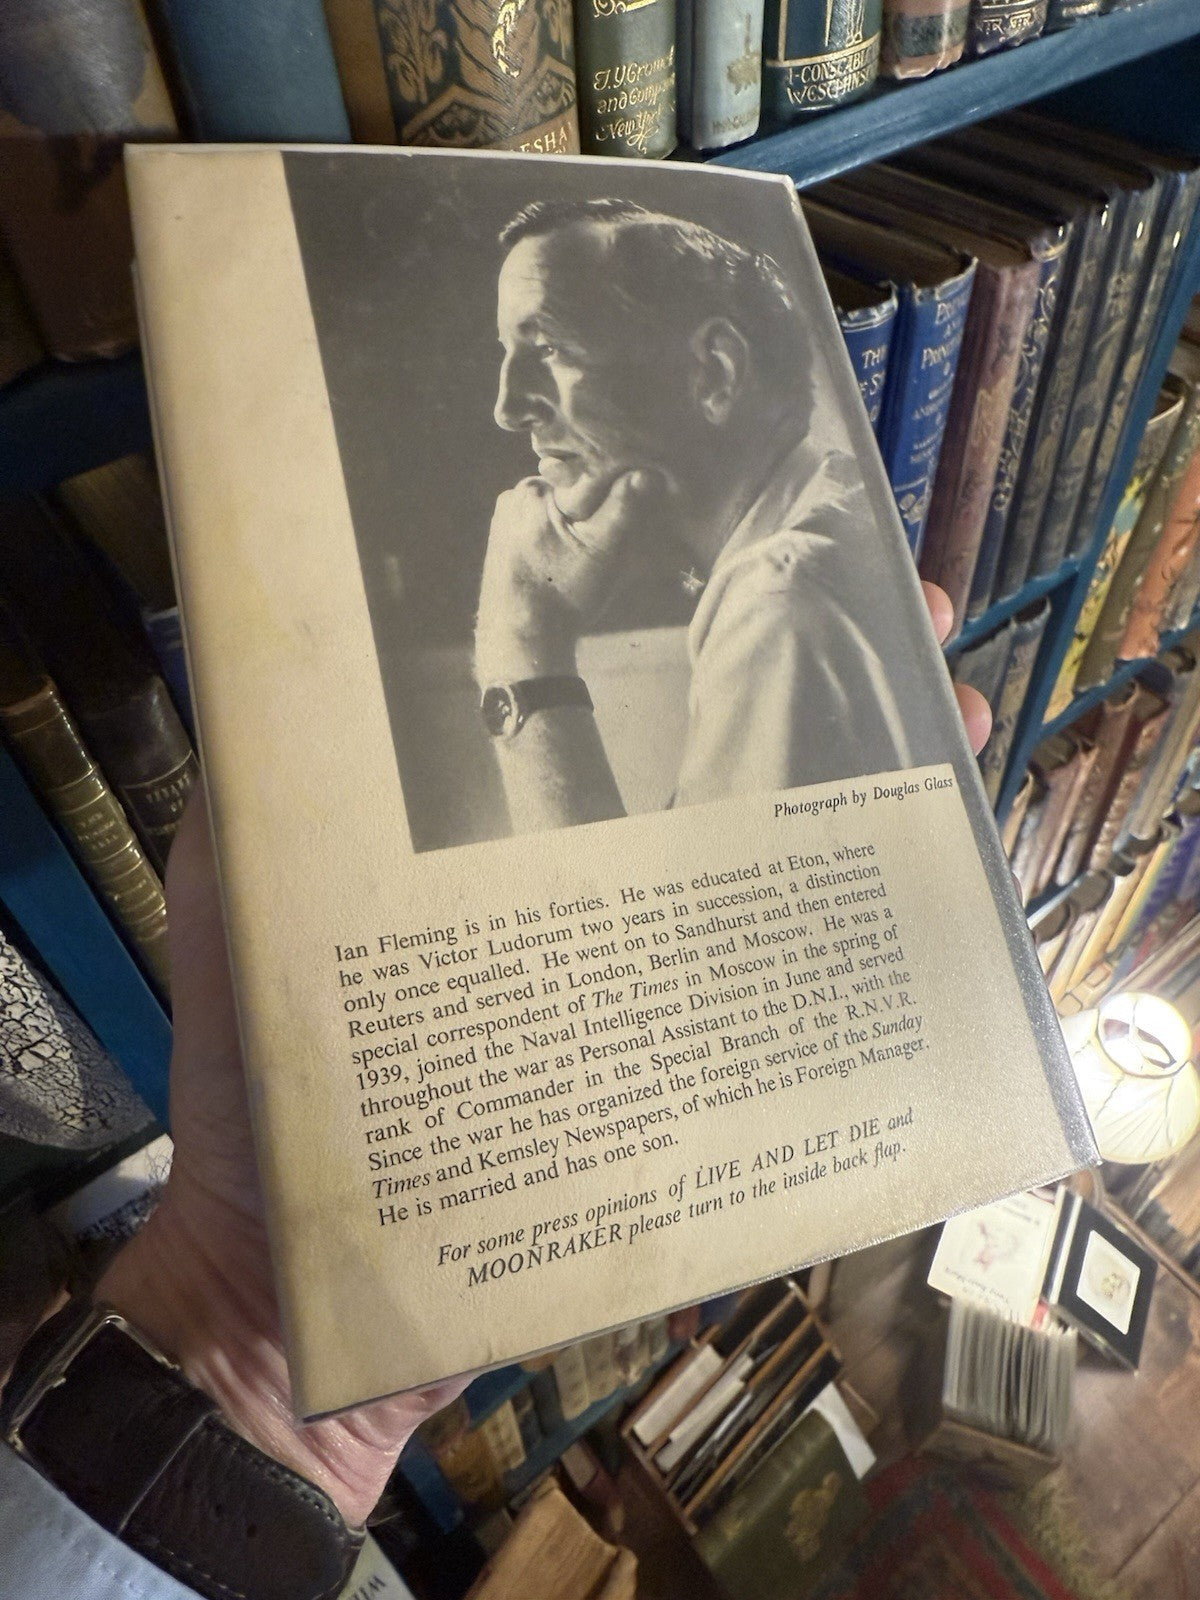 T.Y. Crowell
and Company
New York
CONSTABLE
Photograph by Douglas Glass
Ian Fleming is in his forties. He was educated at Eton, where
he was Victor Ludorum two years in succession, a distinction
only once equalled. He went on to Sandhurst and then entered
Reuters and served in London, Berlin and Moscow. He was a
special correspondent of The Times in Moscow in the spring of
1939, joined the Naval Intelligence Division in June and served
throughout the war as Personal Assistant to the D.N.I., with the
rank of Commander in the Special Branch of the R.N.V.R.
Since the war he has organized the foreign service of the Sunday
Times and Kemsley Newspapers, of which he is Foreign Manager.
He is married and has one son.
For some press opinions of LIVE AND LET DIE and
MOONRAKER please turn to the inside back flap.